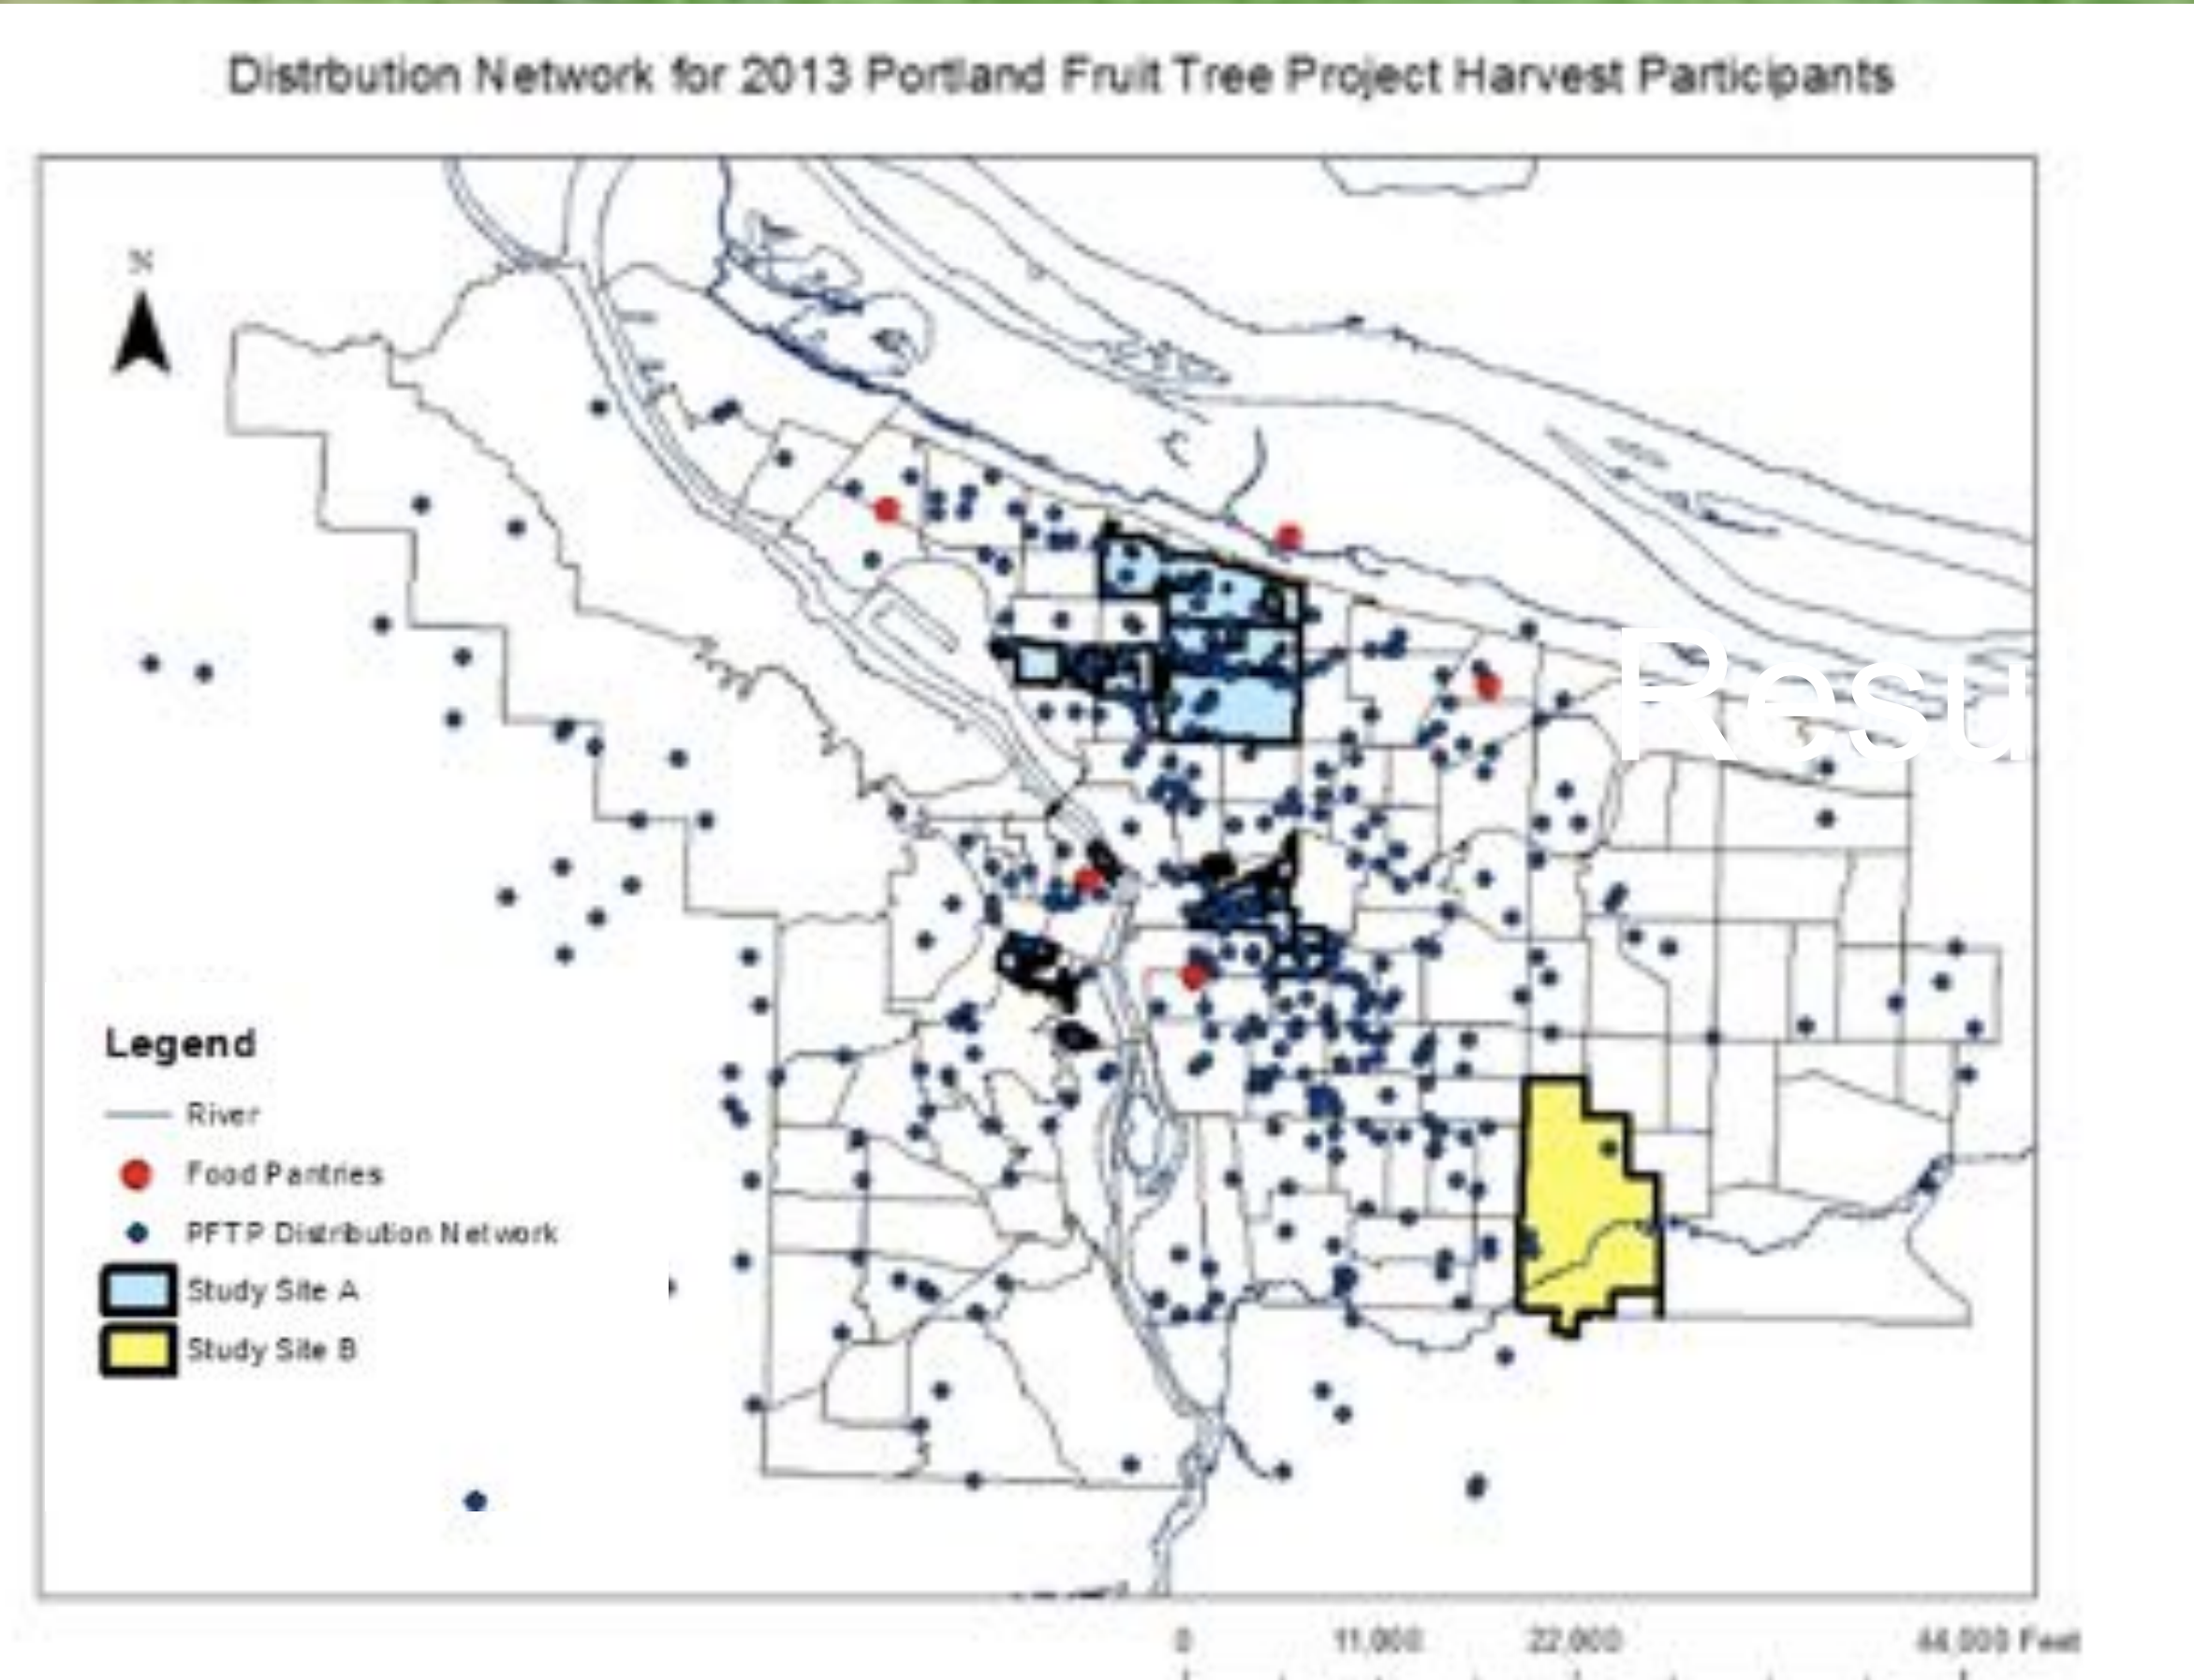 Distrbution Network for 2013 Portland Fruit Tree Project Harvest Participants
N
Resu
Legend
River
Food Pantries
PFTP Distribution Network
Study Site A
Study Site B
0 11,000 22,000 44,000 Feet